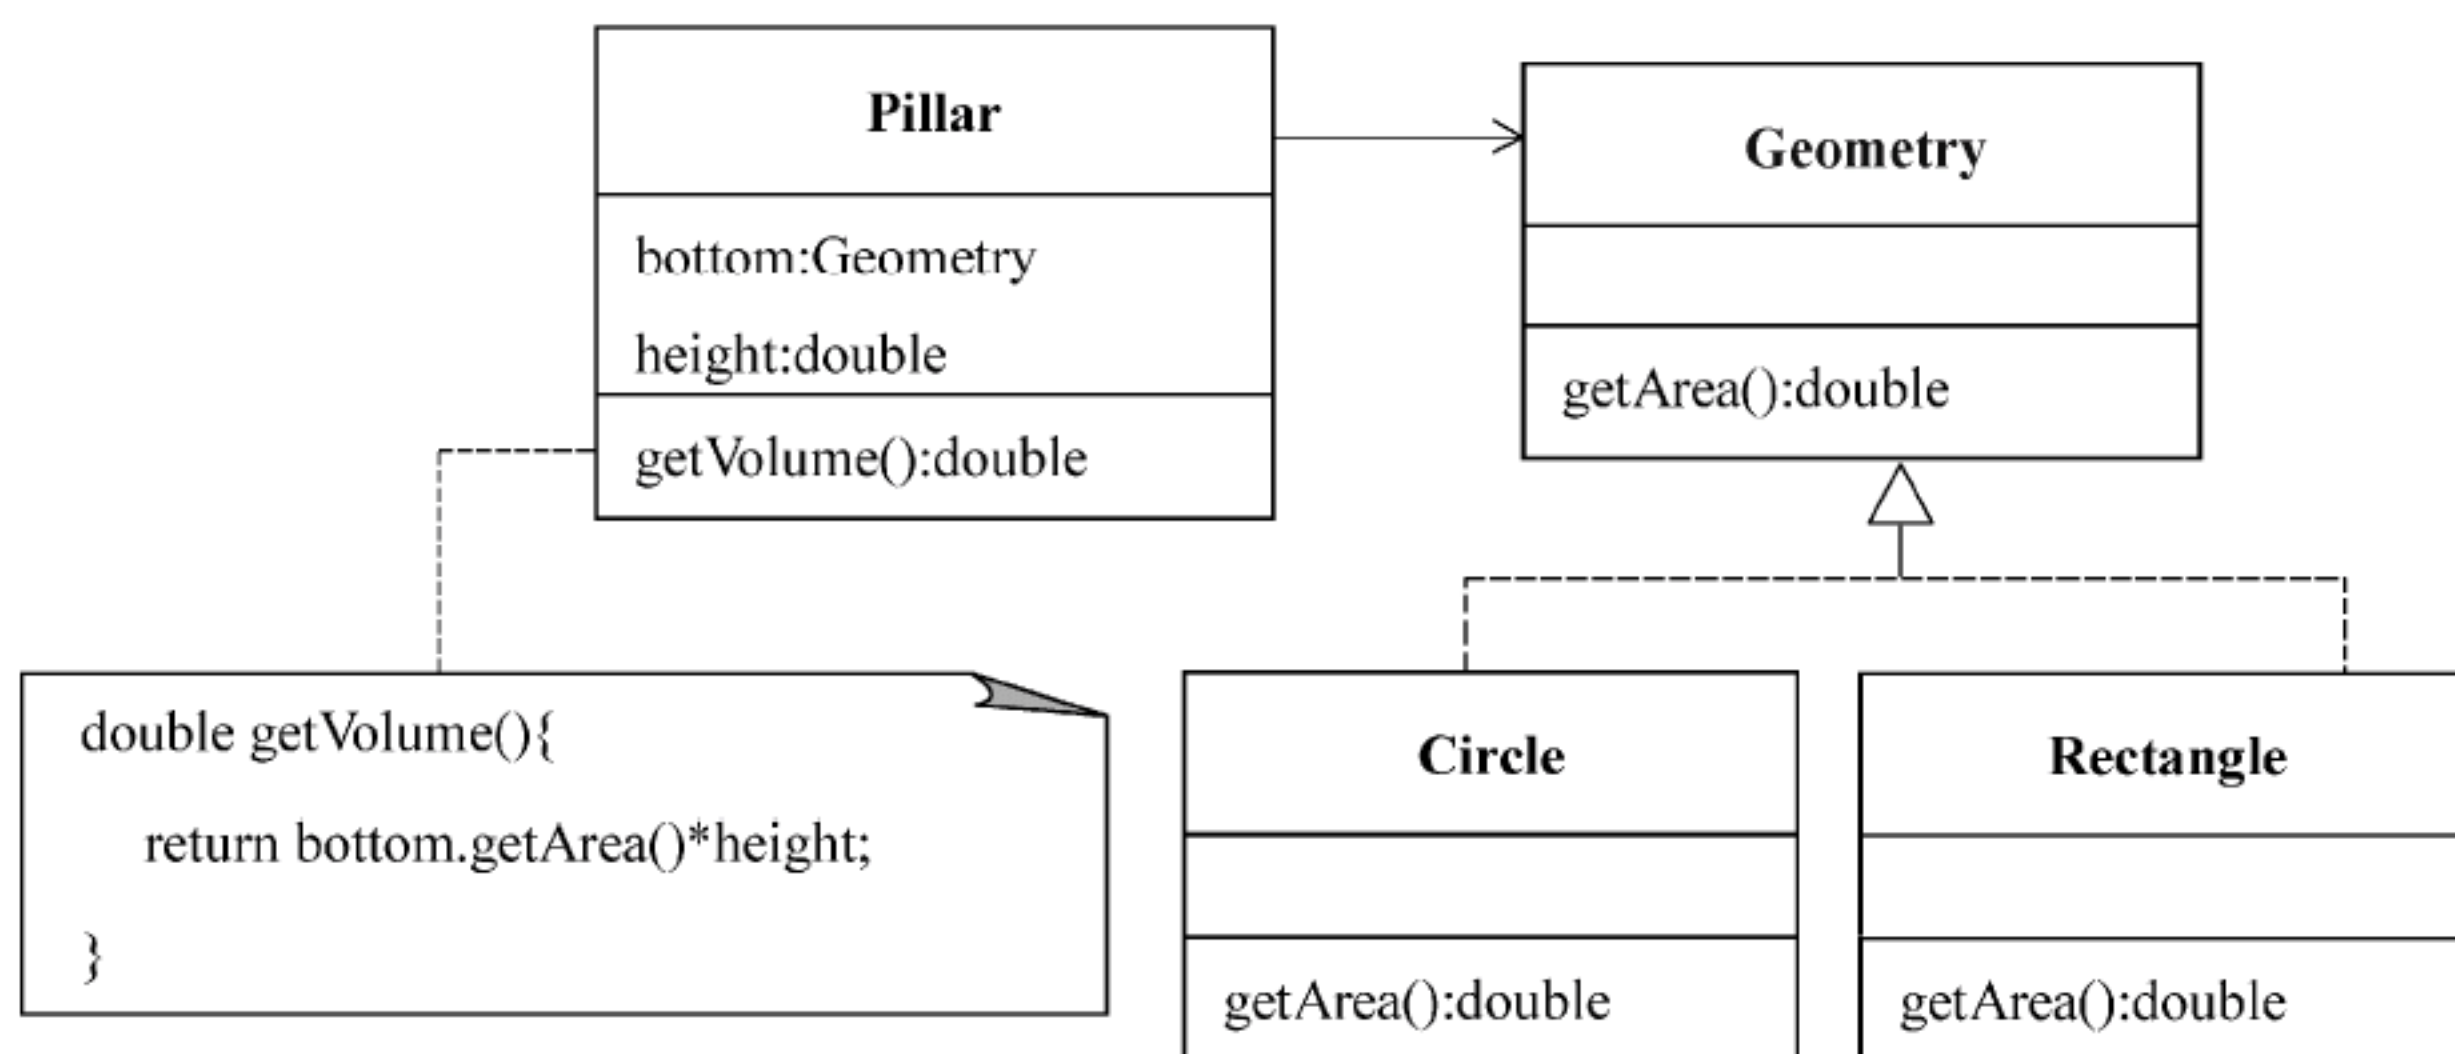 Pillar
bottom:Geometry
height:double
getVolume():double
Geometry
getArea():double
double getVolume(){
return bottom.getArea()*height;
}
Circle
getArea():double
Rectangle
getArea():double